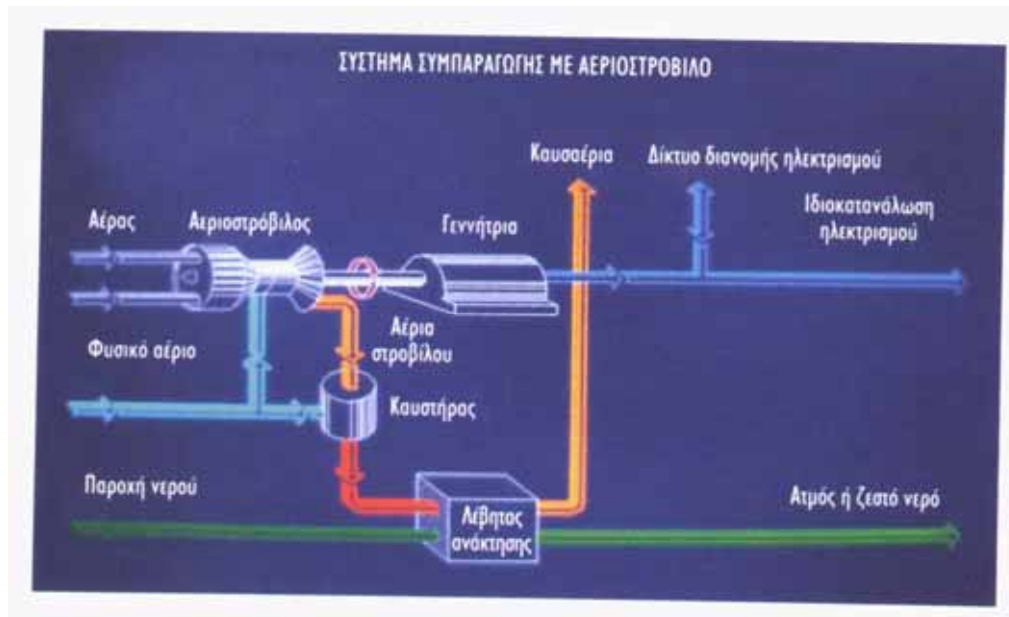 ΣΥΣΤΗΜΑ ΣΥΜΠΑΡΑΓΩΓΗΣ ΜΕ ΑΕΡΙΟΣΤΡΟΒΙΛΟ
Καυσαέρια
Δίκτυο διανομής ηλεκτρισμού
Ιδιοκατανάλωση
ηλεκτρισμού
Αέρας
Αεριοστρόβιλος
Γεννήτρια
Αέρια
στροβίλου
Φυσικό αέριο
Καυστήρας
Παροχή νερού
Λέβητας
ανάκτησης
Ατμός ή ζεστό νερό